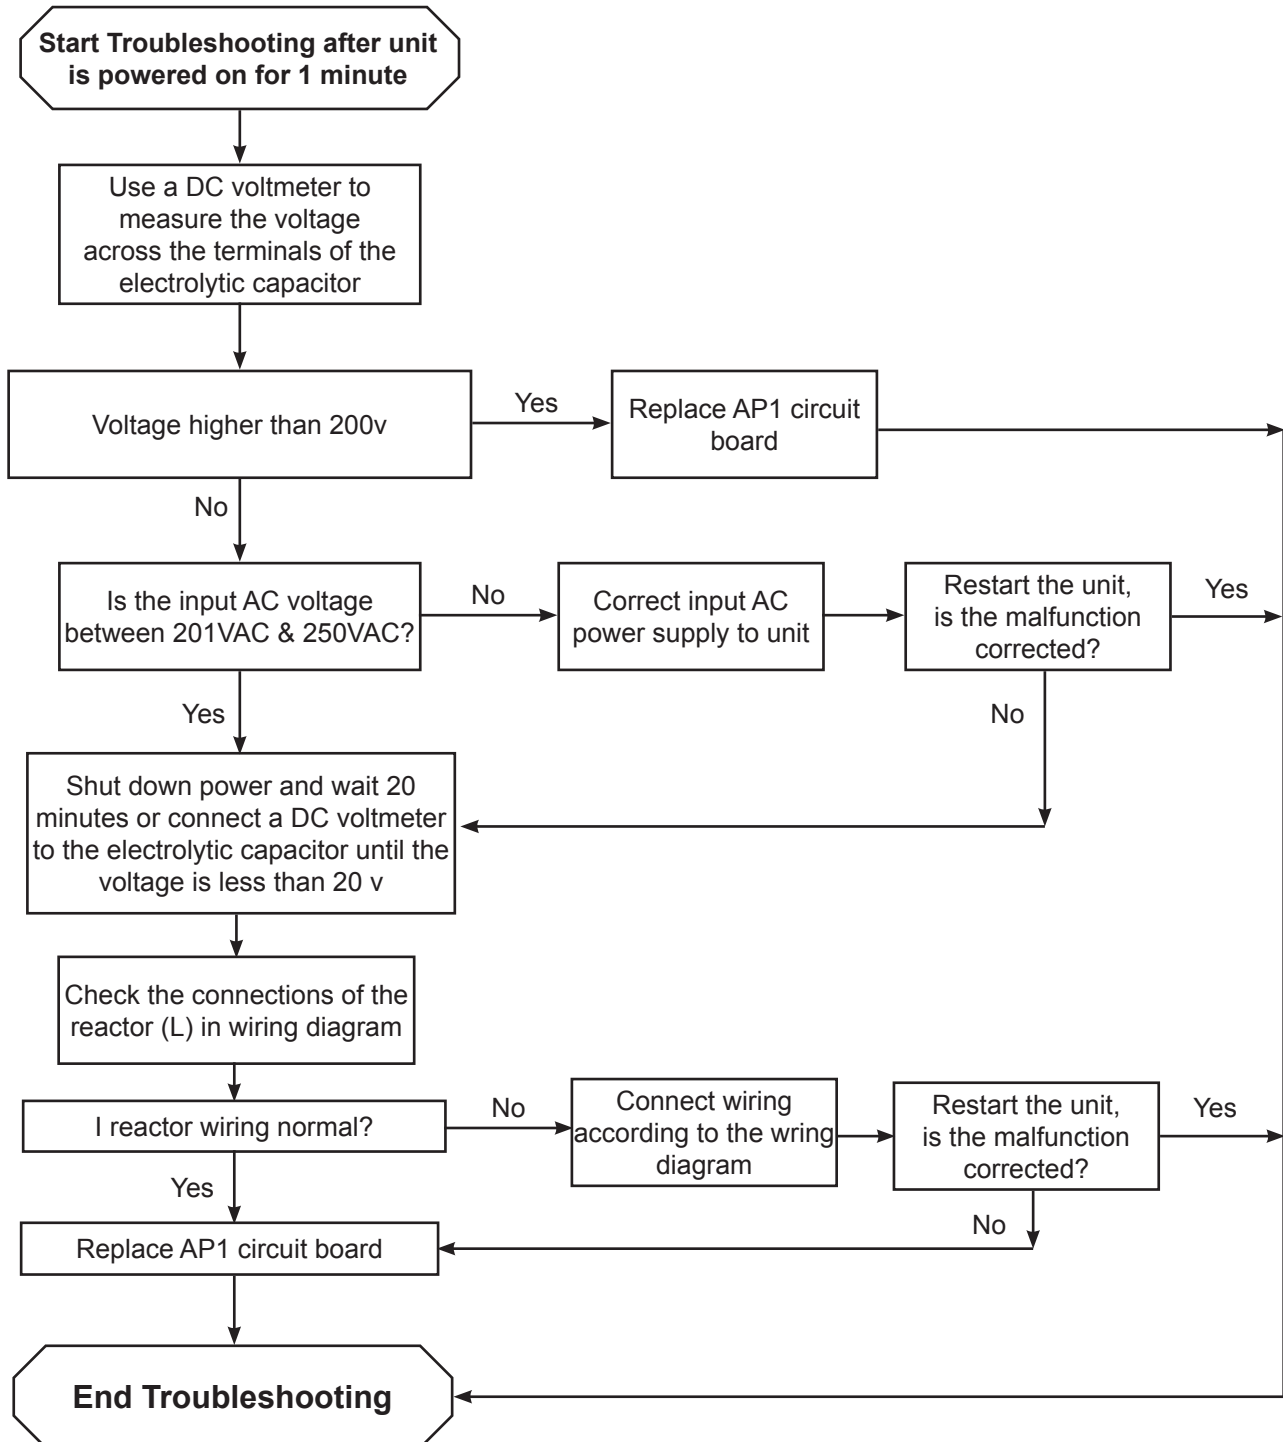 Start Troubleshooting after unit
is powered on for 1 minute
Use a DC voltmeter to
measure the voltage
across the terminals of the
electrolytic capacitor
Voltage higher than 200v
Yes
Replace AP1 circuit
board
No
Is the input AC voltage
between 201VAC & 250VAC?
No
Correct input AC
power supply to unit
Restart the unit,
is the malfunction
corrected?
Yes
Yes
No
Shut down power and wait 20
minutes or connect a DC voltmeter
to the electrolytic capacitor until the
voltage is less than 20 v
Check the connections of the
reactor (L) in wiring diagram
I reactor wiring normal?
No
Connect wiring
according to the wring
diagram
Restart the unit,
is the malfunction
corrected?
Yes
Yes
No
Replace AP1 circuit board
End Troubleshooting